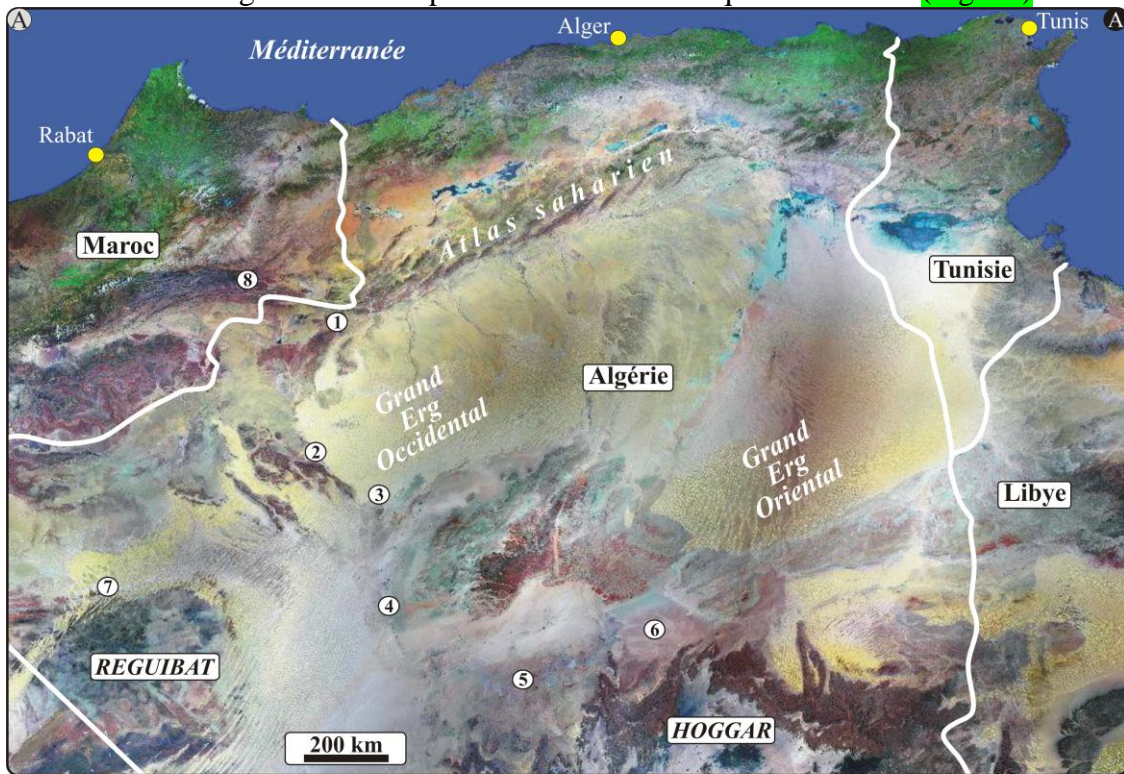 A
Alger
Tunis
A
Méditerranée
Rabat
Atlas saharien
Maroc
8
Tunisie
1
Grand
Erg
Occidental
Algérie
Grand
Erg
Oriental
2
3
Libye
7
4
6
REGUIBAT
5
HOGGAR
200 km